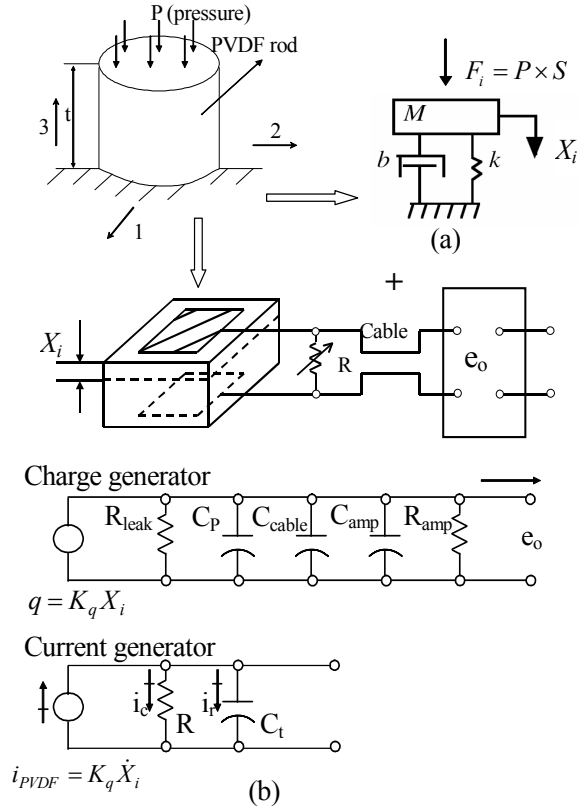 P (pressure)
PVDF rod
t
3
2
1
F_i = P × S
M
X_i
b
k
(a)
+
X_i
Cable
R
e_o
Charge generator
R_leak
C_P
C_cable
C_amp
R_amp
e_o
q = K_q X_i
Current generator
i_c
R
i_r
C_t
i_PVDF = K_q Ẋ_i
(b)